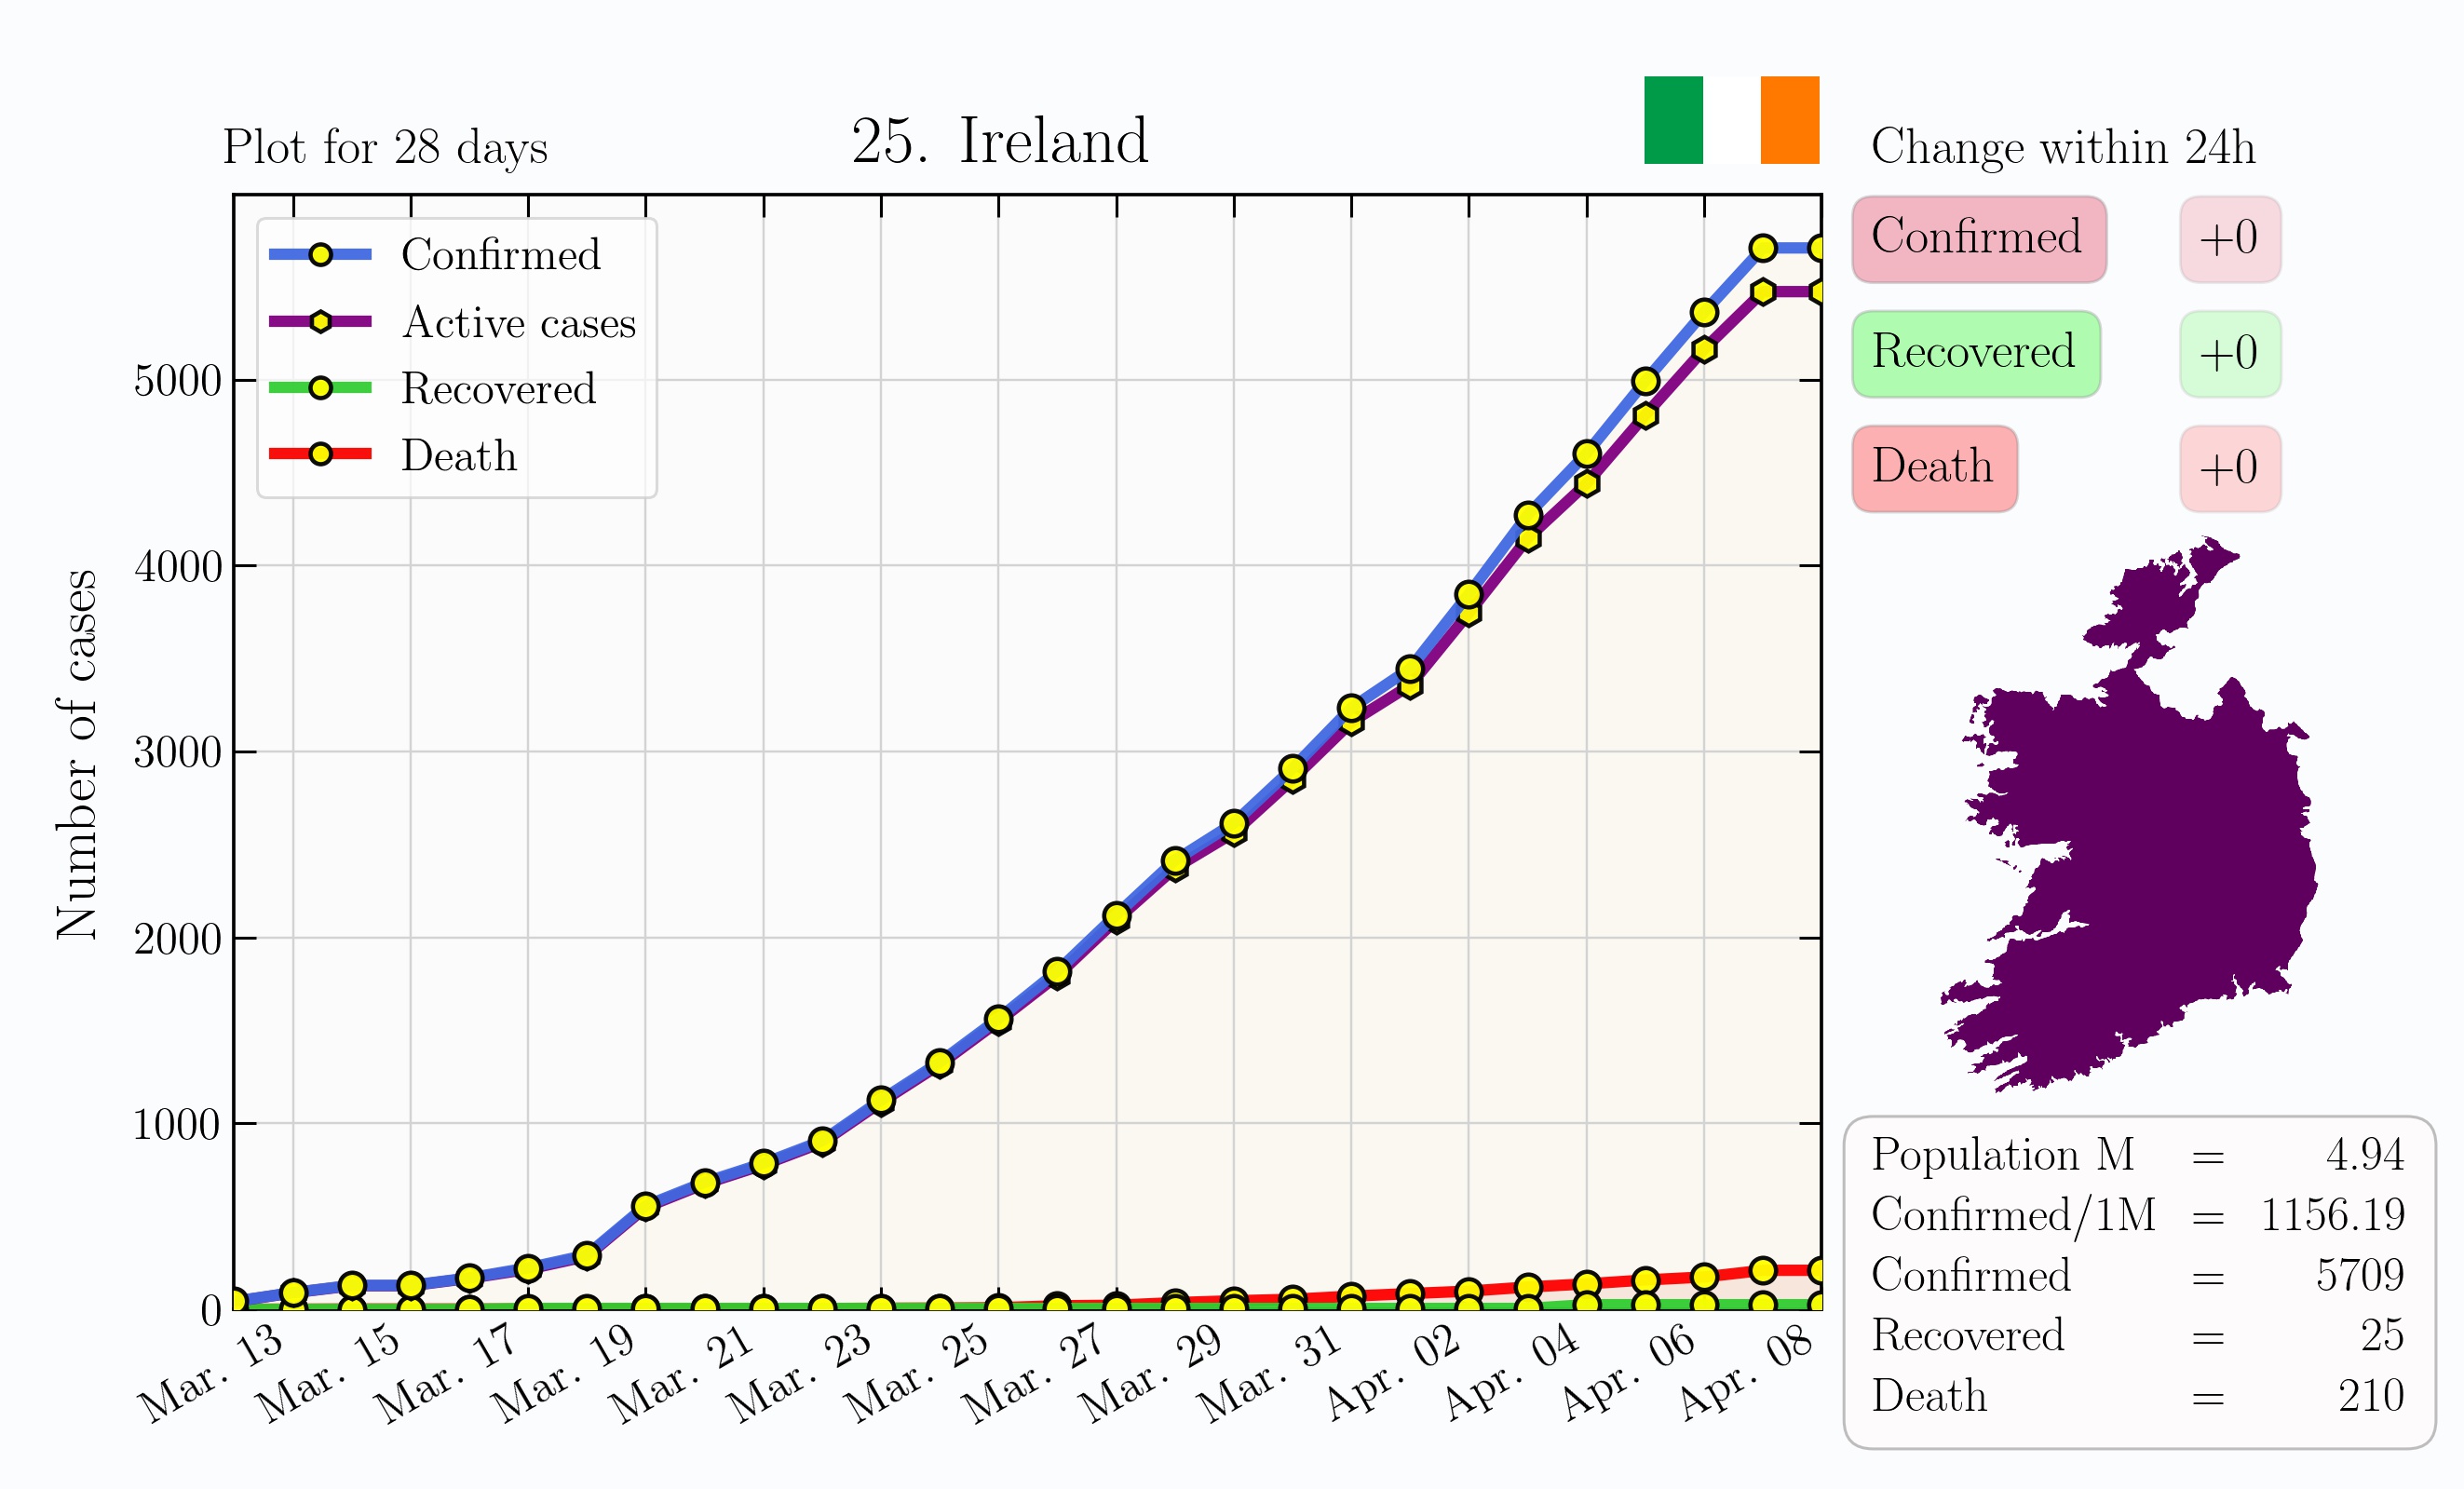 Plot for 28 days
25. Ireland
Change within 24h
Confirmed
Active cases
Recovered
Death
Confirmed +0
Recovered +0
Death +0
Number of cases
5000
4000
3000
2000
1000
0
Mar. 13
Mar. 15
Mar. 17
Mar. 19
Mar. 21
Mar. 23
Mar. 25
Mar. 27
Mar. 29
Mar. 31
Apr. 02
Apr. 04
Apr. 06
Apr. 08
Population M = 4.94
Confirmed/1M = 1156.19
Confirmed = 5709
Recovered = 25
Death = 210